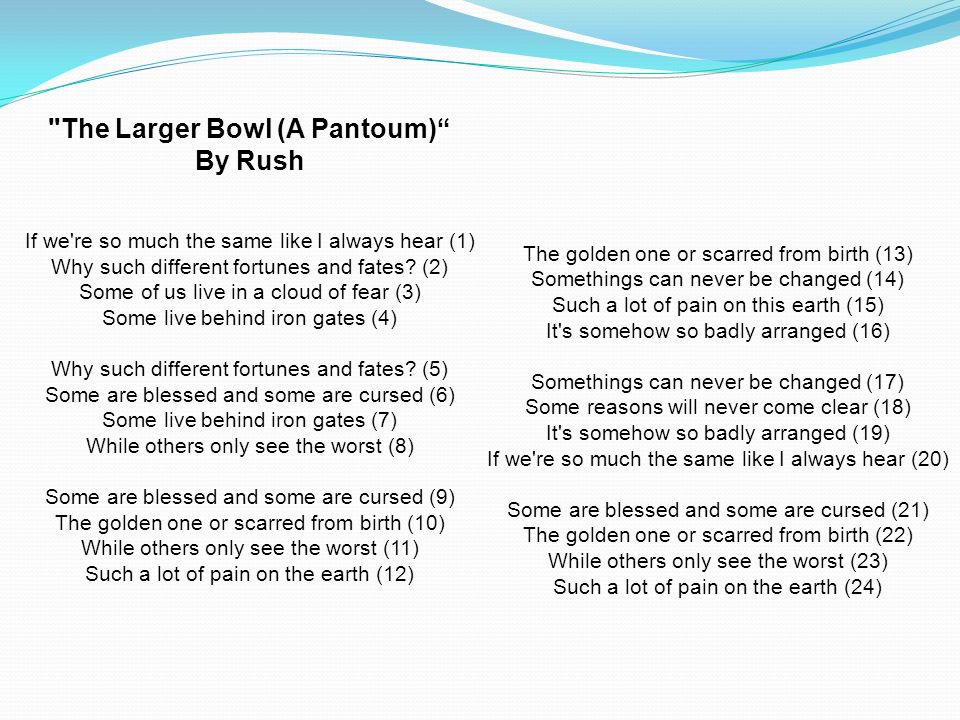 "The Larger Bowl (A Pantoum)“
By Rush
If we're so much the same like I always hear (1)
Why such different fortunes and fates? (2)
Some of us live in a cloud of fear (3)
Some live behind iron gates (4)
Why such different fortunes and fates? (5)
Some are blessed and some are cursed (6)
Some live behind iron gates (7)
While others only see the worst (8)
Some are blessed and some are cursed (9)
The golden one or scarred from birth (10)
While others only see the worst (11)
Such a lot of pain on the earth (12)
The golden one or scarred from birth (13)
Somethings can never be changed (14)
Such a lot of pain on this earth (15)
It's somehow so badly arranged (16)
Somethings can never be changed (17)
Some reasons will never come clear (18)
It's somehow so badly arranged (19)
If we're so much the same like I always hear (20)
Some are blessed and some are cursed (21)
The golden one or scarred from birth (22)
While others only see the worst (23)
Such a lot of pain on the earth (24)